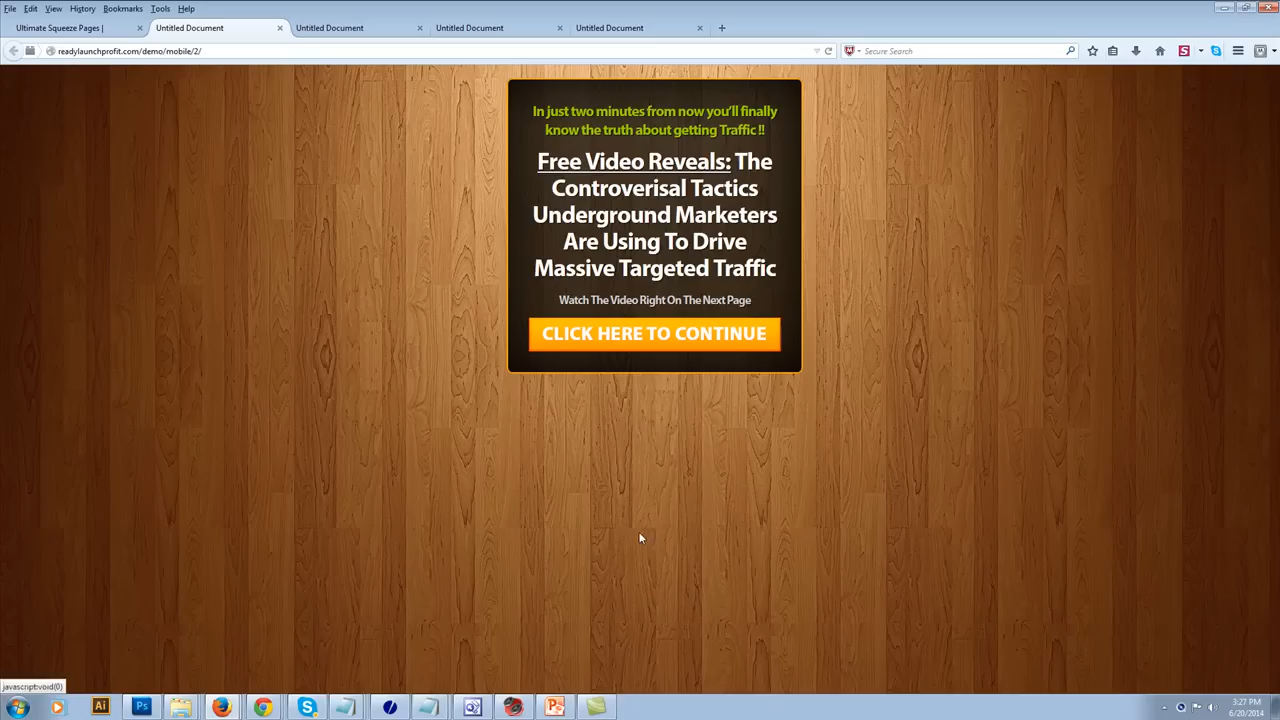 File Edit View History Bookmarks Tools Help
Ultimate Squeeze Pages | × Untitled Document × Untitled Document × Untitled Document × Untitled Document × +
readylaunchprofit.com/demo/mobile/2/ Secure Search
In just two minutes from now you'll finally
know the truth about getting Traffic !!
Free Video Reveals: The
Controverisal Tactics
Underground Marketers
Are Using To Drive
Massive Targeted Traffic
Watch The Video Right On The Next Page
CLICK HERE TO CONTINUE
javascript:void(0)
Ai Ps
3:27 PM
6/20/2014